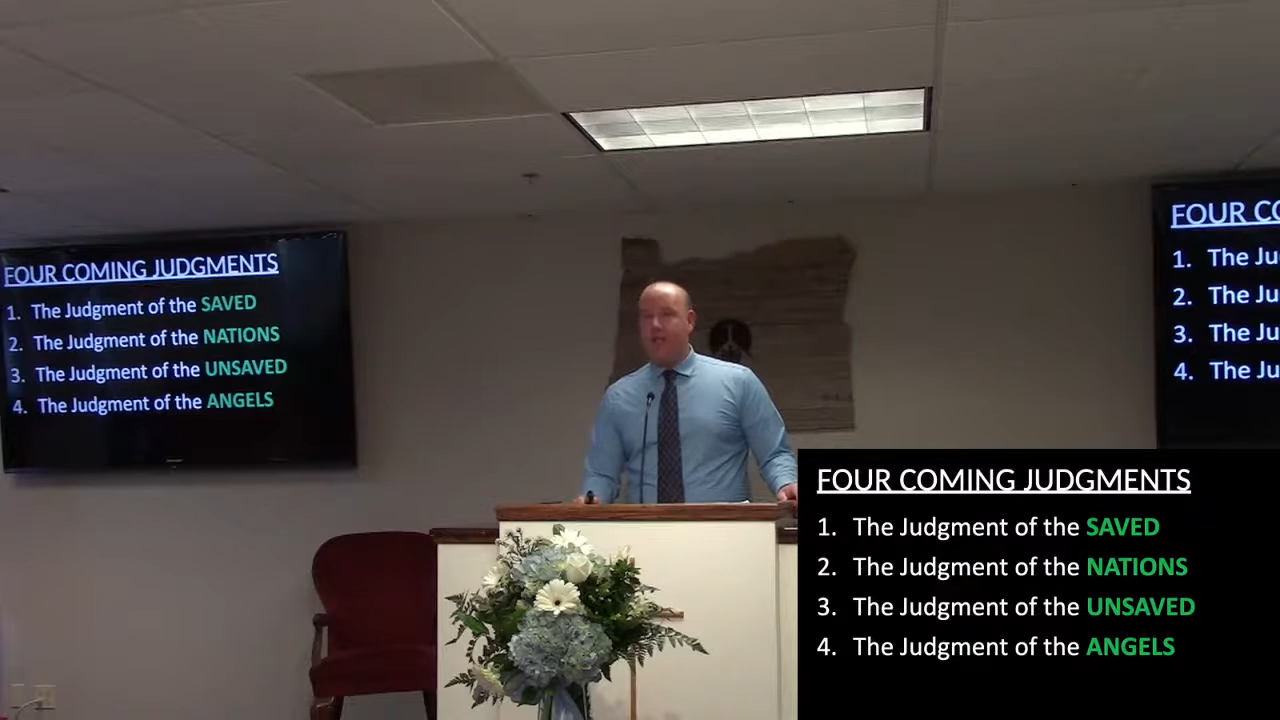 FOUR COMING JUDGMENTS
1. The Judgment of the SAVED
2. The Judgment of the NATIONS
3. The Judgment of the UNSAVED
4. The Judgment of the ANGELS
FOUR CO
1. The Ju
2. The Ju
3. The Ju
4. The Ju
FOUR COMING JUDGMENTS
1. The Judgment of the SAVED
2. The Judgment of the NATIONS
3. The Judgment of the UNSAVED
4. The Judgment of the ANGELS